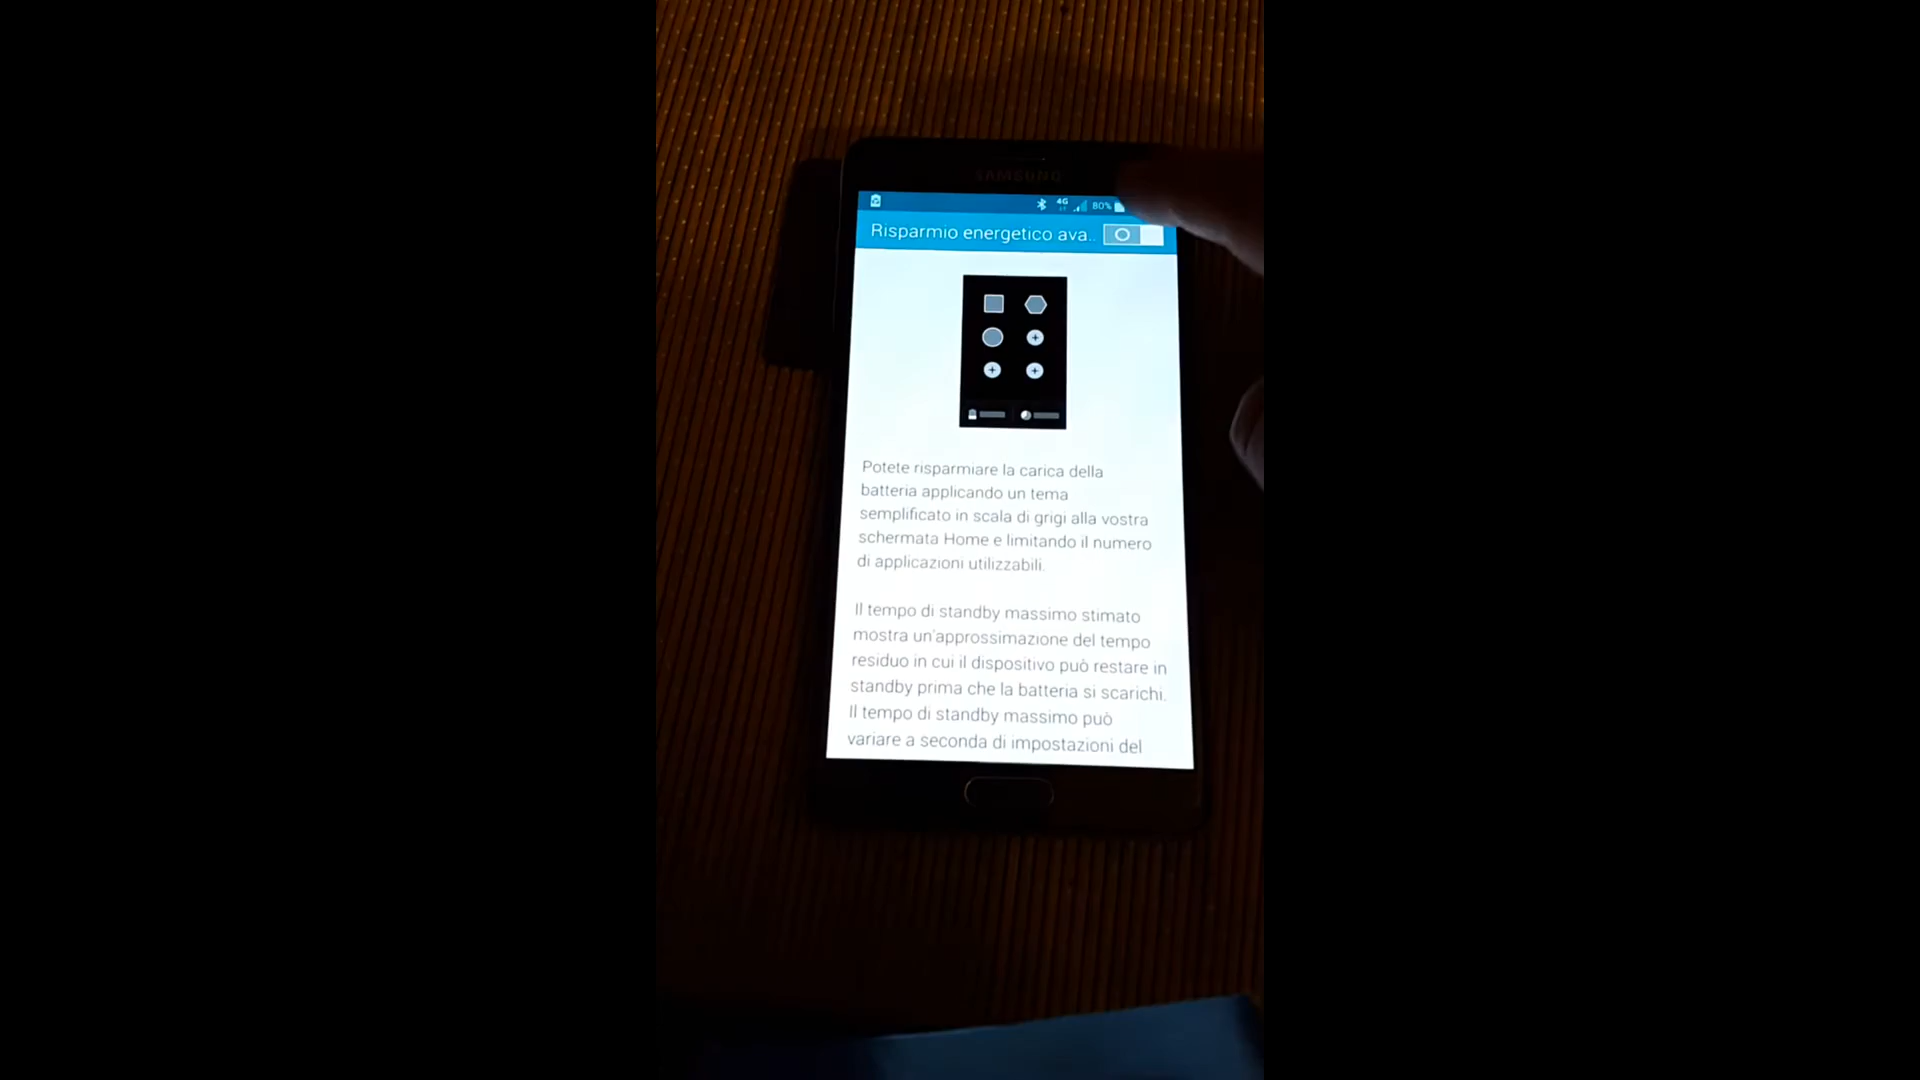 SAMSUNG
4G 80%
Risparmio energetico ava..
Potete risparmiare la carica della
batteria applicando un tema
semplificato in scala di grigi alla vostra
schermata Home e limitando il numero
di applicazioni utilizzabili.
Il tempo di standby massimo stimato
mostra un'approssimazione del tempo
residuo in cui il dispositivo può restare in
standby prima che la batteria si scarichi.
Il tempo di standby massimo può
variare a seconda di impostazioni del